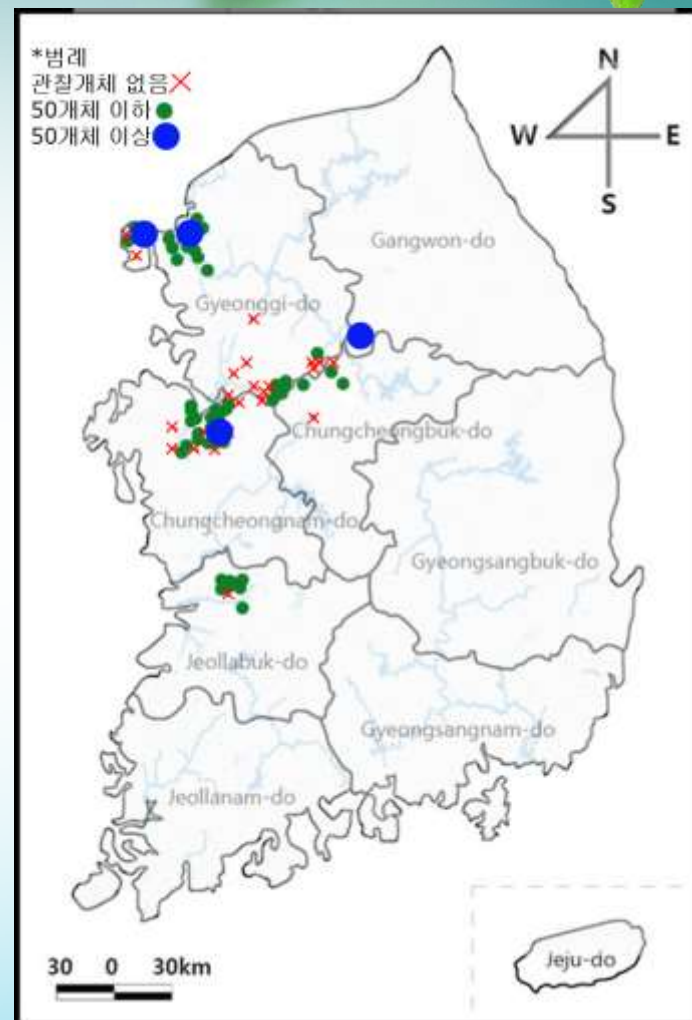 *범례
관찰개체 없음
50개체 이하
50개체 이상
N
W E
S
Gangwon-do
Gyeonggi-do
Chungcheongbuk-do
Chungcheongnam-do
Gyeongsangbuk-do
Jeollabuk-do
Gyeongsangnam-do
Jeollanam-do
30 0 30km
Jeju-do